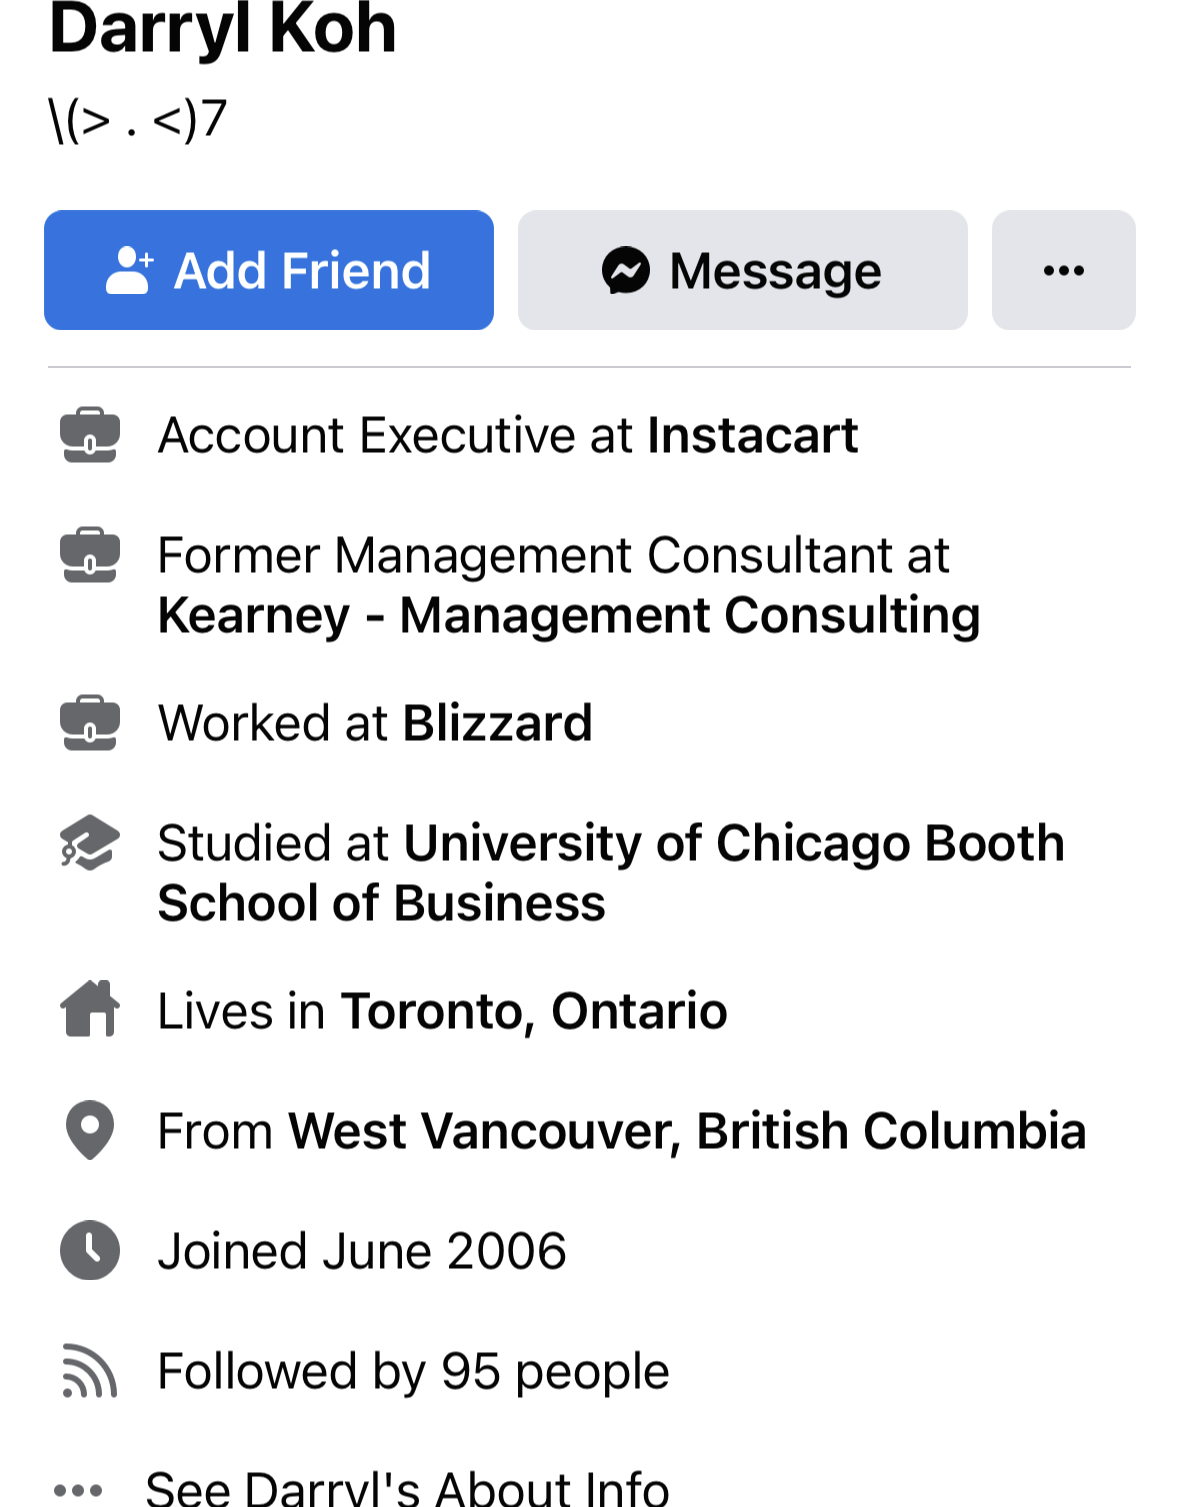 Darryl Koh
\(> . <)7
Add Friend
Message
Account Executive at Instacart
Former Management Consultant at
Kearney - Management Consulting
Worked at Blizzard
Studied at University of Chicago Booth
School of Business
Lives in Toronto, Ontario
From West Vancouver, British Columbia
Joined June 2006
Followed by 95 people
See Darryl's About Info